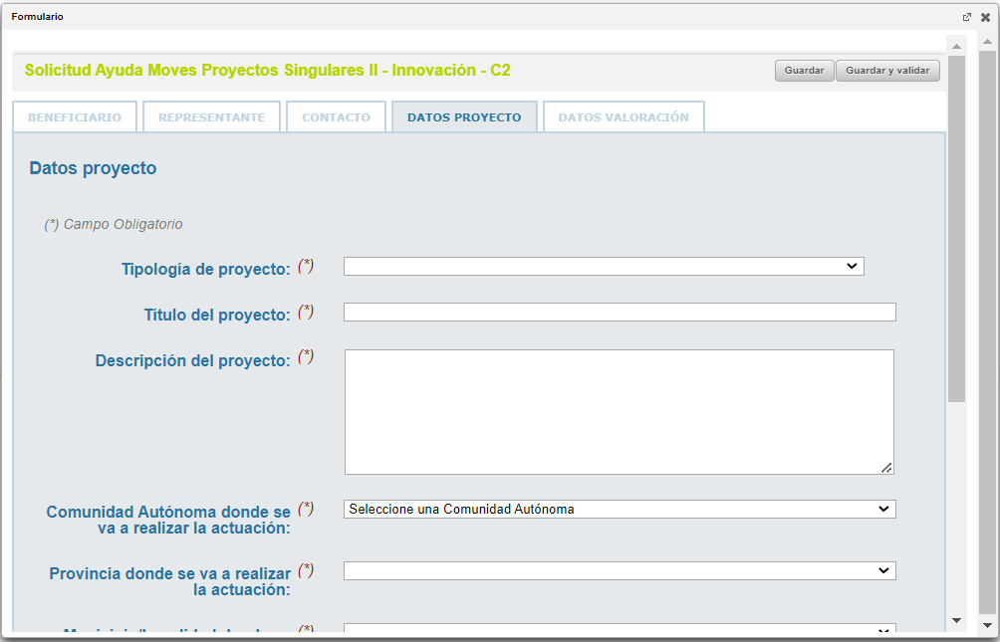 Formulario
Solicitud Ayuda Moves Proyectos Singulares II - Innovación - C2
Guardar
Guardar y validar
BENEFICIARIO
REPRESENTANTE
CONTACTO
DATOS PROYECTO
DATOS VALORACIÓN
Datos proyecto
(*) Campo Obligatorio
Tipología de proyecto: (*)
Título del proyecto: (*)
Descripción del proyecto: (*)
Comunidad Autónoma donde se (*)
va a realizar la actuación:
Seleccione una Comunidad Autónoma
Provincia donde se va a realizar (*)
la actuación:
(*)